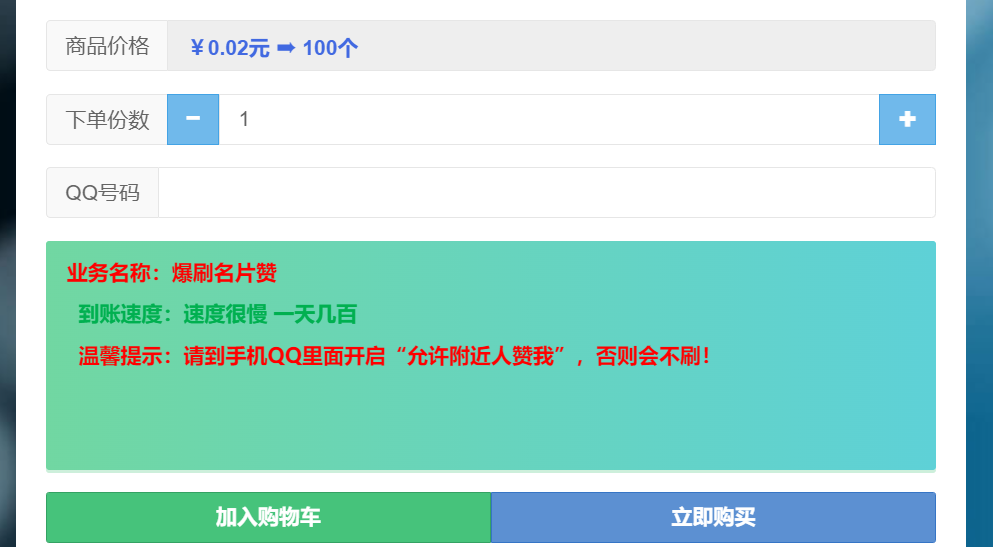 商品价格 ￥0.02元 ➡ 100个
下单份数 − 1 +
QQ号码
业务名称：爆刷名片赞
到账速度：速度很慢 一天几百
温馨提示：请到手机QQ里面开启“允许附近人赞我”，否则会不刷！
加入购物车 立即购买